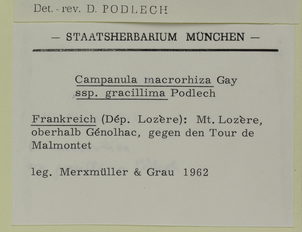 Det.-rev. D. PODLECH
— STAATSHERBARIUM MÜNCHEN —
Campanula macrorhiza Gay
ssp. gracillima Podlech
Frankreich (Dép. Lozère): Mt. Lozère,
oberhalb Génolhac, gegen den Tour de
Malmontet
leg. Merxmüller & Grau 1962